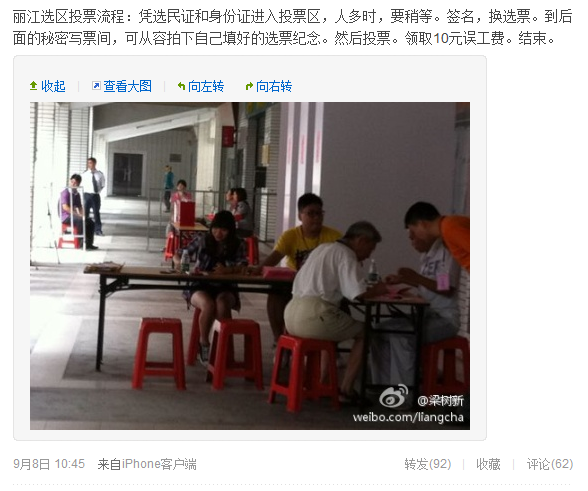 丽江选区投票流程：凭选民证和身份证进入投票区，人多时，要稍等。签名，换选票。到后
面的秘密写票间，可从容拍下自己填好的选票纪念。然后投票。领取10元误工费。结束。
收起 | 查看大图 | 向左转 向右转
@梁树新
weibo.com/liangcha
9月8日 10:45 来自iPhone客户端 转发(92) | 收藏 | 评论(62)